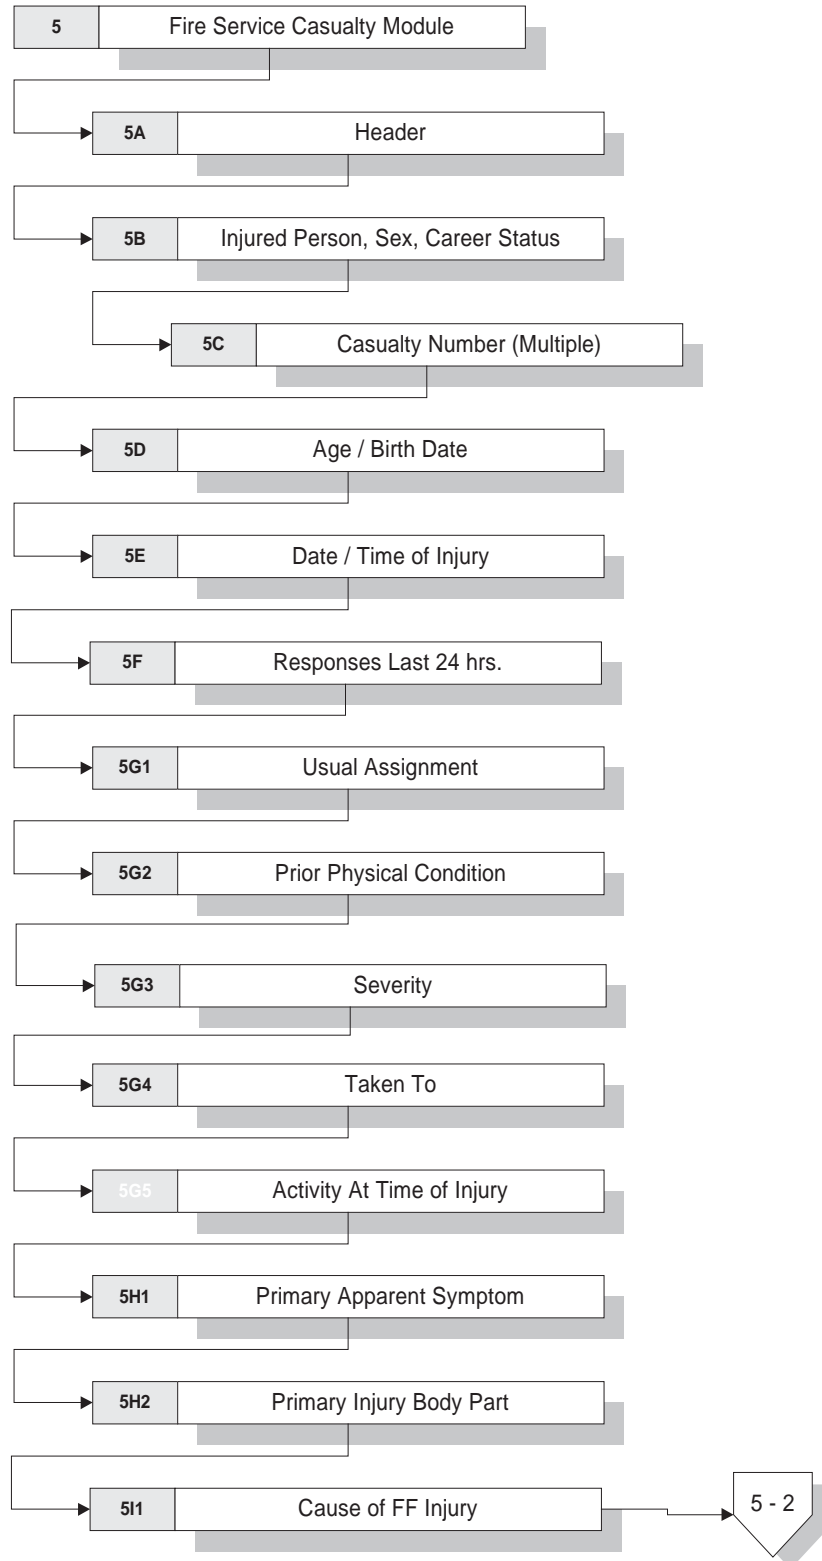 5 Fire Service Casualty Module
5A Header
5B Injured Person, Sex, Career Status
5C Casualty Number (Multiple)
5D Age / Birth Date
5E Date / Time of Injury
5F Responses Last 24 hrs.
5G1 Usual Assignment
5G2 Prior Physical Condition
5G3 Severity
5G4 Taken To
5G5 Activity At Time of Injury
5H1 Primary Apparent Symptom
5H2 Primary Injury Body Part
5I1 Cause of FF Injury
5 - 2